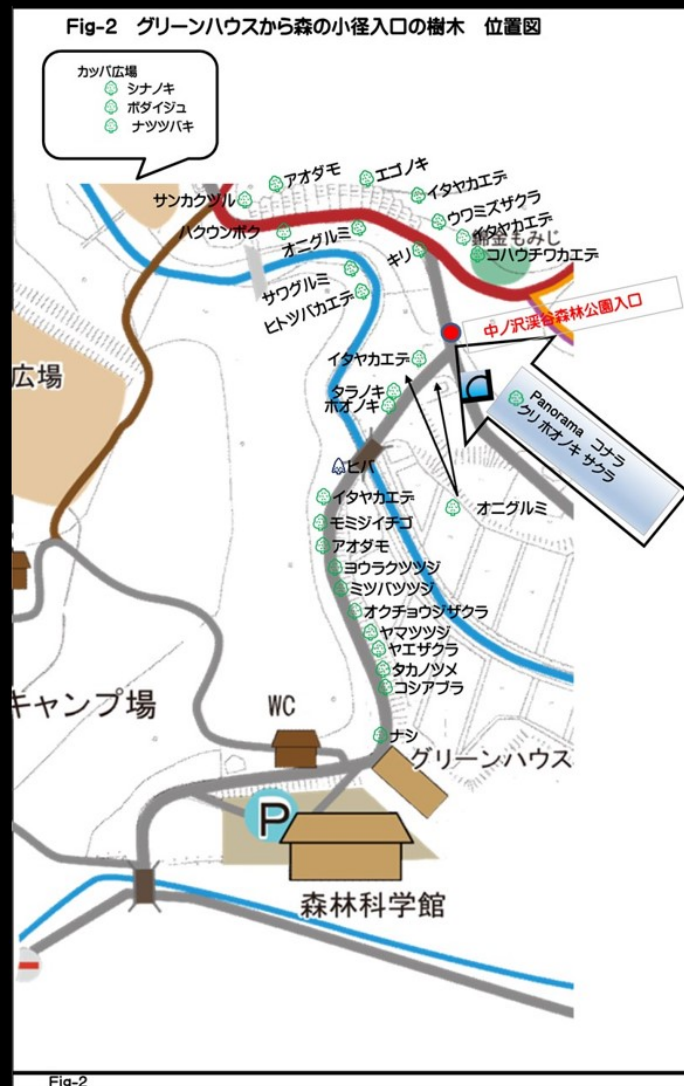 Fig-2 グリーンハウスから森の小径入口の樹木 位置図
カッパ広場
シナノキ
ボダイジュ
ナツツバキ
アオダモ
エゴノキ
イタヤカエデ
サンカクヅル
ウワミズザクラ
ハクウンボク
オニグルミ
イタヤカエデ
錦金もみじ
キリ
コハウチワカエデ
サワグルミ
ヒトツバカエデ
中ノ沢渓谷森林公園入口
イタヤカエデ
広場
タラノキ
ホオノキ
Panorama コナラ
クリ ホオノキ サクラ
ヒバ
イタヤカエデ
オニグルミ
モミジイチゴ
アオダモ
ヨウラクツツジ
ミツバツツジ
オクチョウジザクラ
ヤマツツジ
ヤエザクラ
タカノツメ
コシアブラ
キャンプ場
WC
ナシ
グリーンハウス
P
森林科学館
Fig-2